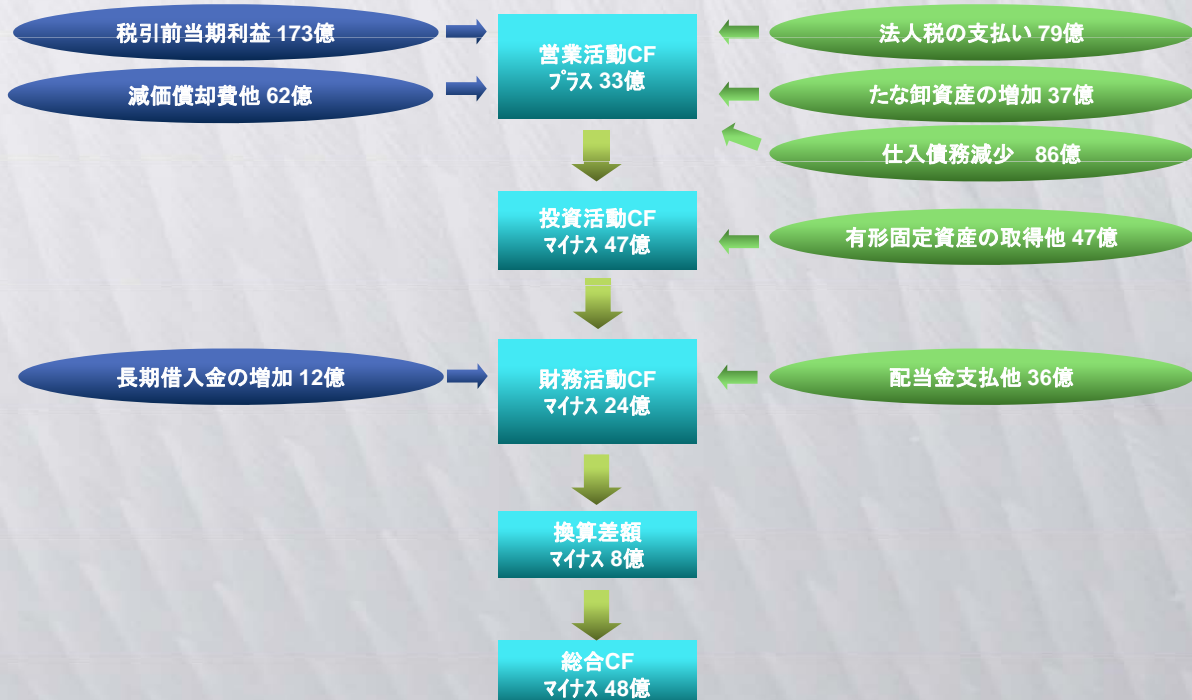 税引前当期利益 173億
減価償却費他 62億
営業活動CF
プラス 33億
法人税の支払い 79億
たな卸資産の増加 37億
仕入債務減少　86億
投資活動CF
マイナス 47億
有形固定資産の取得他 47億
長期借入金の増加 12億
財務活動CF
マイナス 24億
配当金支払他 36億
換算差額
マイナス 8億
総合CF
マイナス 48億